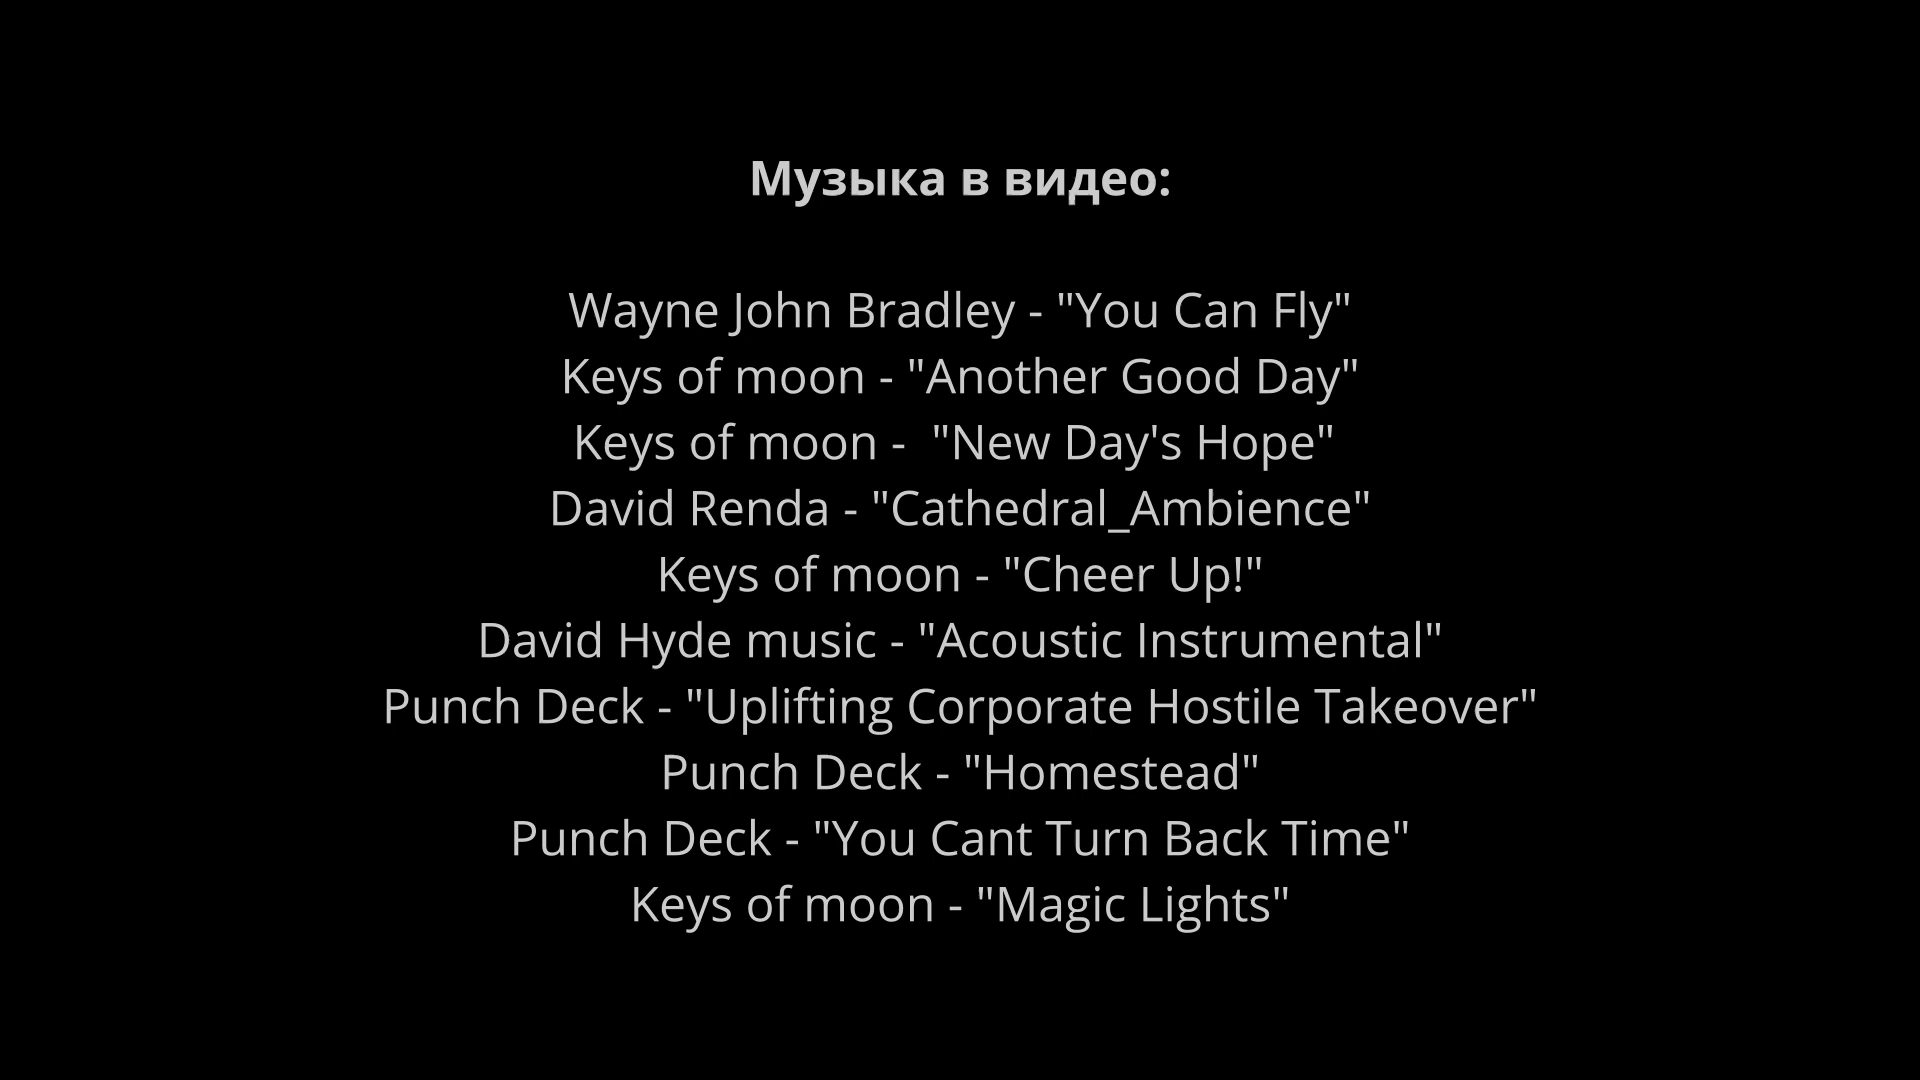 Музыка в видео:
Wayne John Bradley - "You Can Fly"
Keys of moon - "Another Good Day"
Keys of moon -  "New Day's Hope"
David Renda - "Cathedral_Ambience"
Keys of moon - "Cheer Up!"
David Hyde music - "Acoustic Instrumental"
Punch Deck - "Uplifting Corporate Hostile Takeover"
Punch Deck - "Homestead"
Punch Deck - "You Cant Turn Back Time"
Keys of moon - "Magic Lights"